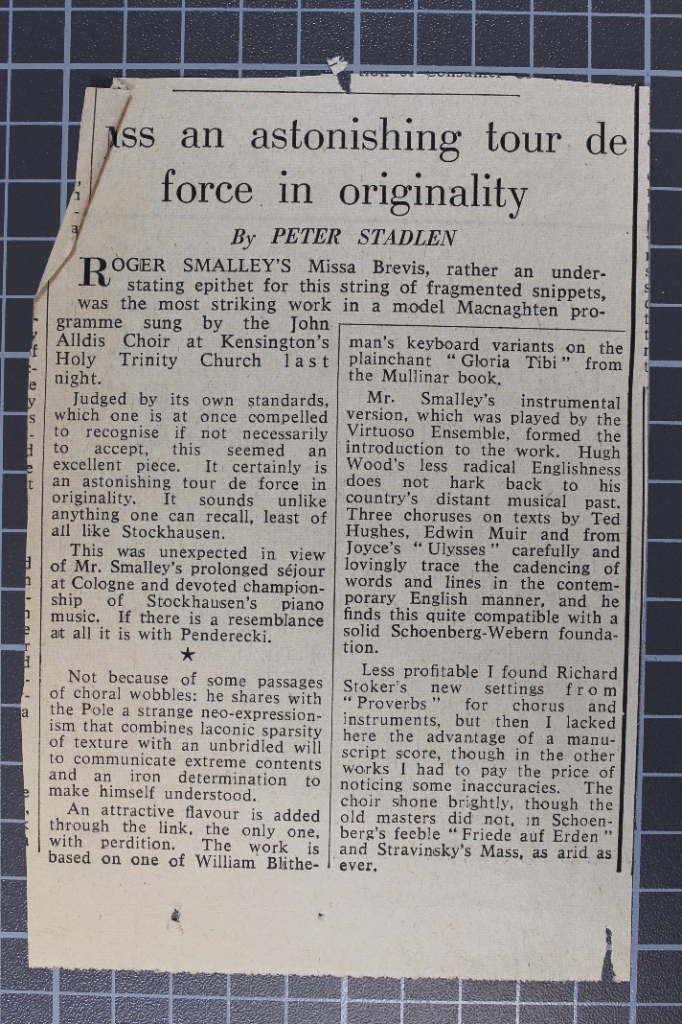 ass an astonishing tour de
force in originality
By PETER STADLEN
ROGER SMALLEY'S Missa Brevis, rather an under-
stating epithet for this string of fragmented snippets,
was the most striking work in a model Macnaghten pro-
gramme sung by the John
Alldis Choir at Kensington's
Holy Trinity Church last
night.
Judged by its own standards,
which one is at once compelled
to recognise if not necessarily
to accept, this seemed an
excellent piece. It certainly is
an astonishing tour de force in
originality. It sounds unlike
anything one can recall, least of
all like Stockhausen.
This was unexpected in view
of Mr. Smalley's prolonged séjour
at Cologne and devoted champion-
ship of Stockhausen's piano
music. If there is a resemblance
at all it is with Penderecki.
★
Not because of some passages
of choral wobbles: he shares with
the Pole a strange neo-expression-
ism that combines laconic sparsity
of texture with an unbridled will
to communicate extreme contents
and an iron determination to
make himself understood.
An attractive flavour is added
through the link, the only one,
with perdition. The work is
based on one of William Blithe-
man's keyboard variants on the
plainchant "Gloria Tibi" from
the Mullinar book.
Mr. Smalley's instrumental
version, which was played by the
Virtuoso Ensemble, formed the
introduction to the work. Hugh
Wood's less radical Englishness
does not hark back to his
country's distant musical past.
Three choruses on texts by Ted
Hughes, Edwin Muir and from
Joyce's "Ulysses" carefully and
lovingly trace the cadencing of
words and lines in the contem-
porary English manner, and he
finds this quite compatible with a
solid Schoenberg-Webern founda-
tion.
Less profitable I found Richard
Stoker's new settings from
"Proverbs" for chorus and
instruments, but then I lacked
here the advantage of a manu-
script score, though in the other
works I had to pay the price of
noticing some inaccuracies. The
choir shone brightly, though the
old masters did not, in Schoen-
berg's feeble "Friede auf Erden"
and Stravinsky's Mass, as arid as
ever.